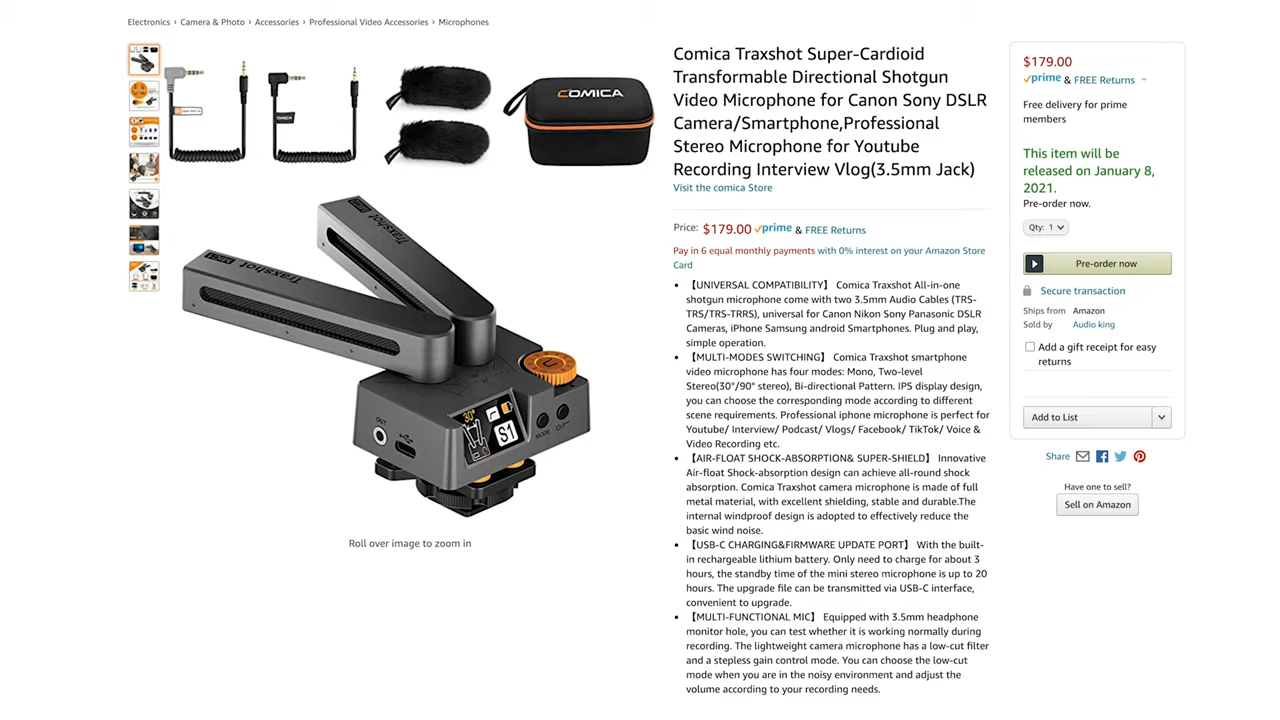 Electronics › Camera & Photo › Accessories › Professional Video Accessories › Microphones
COMICA
COMICA
Traxshot
Traxshot
OUT
30°
S1
MODE
Roll over image to zoom in
Comica Traxshot Super-Cardioid
Transformable Directional Shotgun
Video Microphone for Canon Sony DSLR
Camera/Smartphone,Professional
Stereo Microphone for Youtube
Recording Interview Vlog(3.5mm Jack)
Visit the comica Store
Price: $179.00 prime & FREE Returns
Pay in 6 equal monthly payments with 0% interest on your Amazon Store
Card
• 【UNIVERSAL COMPATIBILITY】 Comica Traxshot All-in-one
shotgun microphone come with two 3.5mm Audio Cables (TRS-
TRS/TRS-TRRS), universal for Canon Nikon Sony Panasonic DSLR
Cameras, iPhone Samsung android Smartphones. Plug and play,
simple operation.
• 【MULTI-MODES SWITCHING】 Comica Traxshot smartphone
video microphone has four modes: Mono, Two-level
Stereo(30°/90° stereo), Bi-directional Pattern. IPS display design,
you can choose the corresponding mode according to different
scene requirements. Professional iphone microphone is perfect for
Youtube/ Interview/ Podcast/ Vlogs/ Facebook/ TikTok/ Voice &
Video Recording etc.
• 【AIR-FLOAT SHOCK-ABSORPTION& SUPER-SHIELD】 Innovative
Air-float Shock-absorption design can achieve all-round shock
absorption. Comica Traxshot camera microphone is made of full
metal material, with excellent shielding, stable and durable.The
internal windproof design is adopted to effectively reduce the
basic wind noise.
• 【USB-C CHARGING&FIRMWARE UPDATE PORT】 With the built-
in rechargeable lithium battery. Only need to charge for about 3
hours, the standby time of the mini stereo microphone is up to 20
hours. The upgrade file can be transmitted via USB-C interface,
convenient to upgrade.
• 【MULTI-FUNCTIONAL MIC】 Equipped with 3.5mm headphone
monitor hole, you can test whether it is working normally during
recording. The lightweight camera microphone has a low-cut filter
and a stepless gain control mode. You can choose the low-cut
mode when you are in the noisy environment and adjust the
volume according to your recording needs.
$179.00
prime & FREE Returns
Free delivery for prime
members
This item will be
released on January 8,
2021.
Pre-order now.
Qty: 1
Pre-order now
Secure transaction
Ships from Amazon
Sold by Audio king
Add a gift receipt for easy
returns
Add to List
Share
Have one to sell?
Sell on Amazon